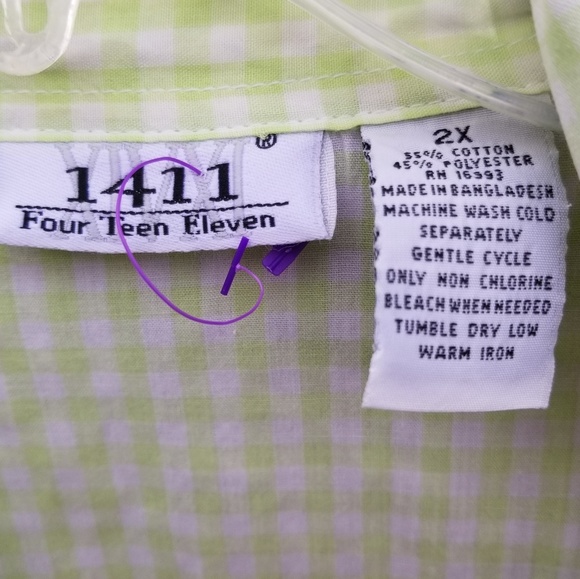 1411®
Four Teen Eleven
2X
55% COTTON
45% POLYESTER
RN 16393
MADE IN BANGLADESH
MACHINE WASH COLD
SEPARATELY
GENTLE CYCLE
ONLY NON CHLORINE
BLEACH WHEN NEEDED
TUMBLE DRY LOW
WARM IRON